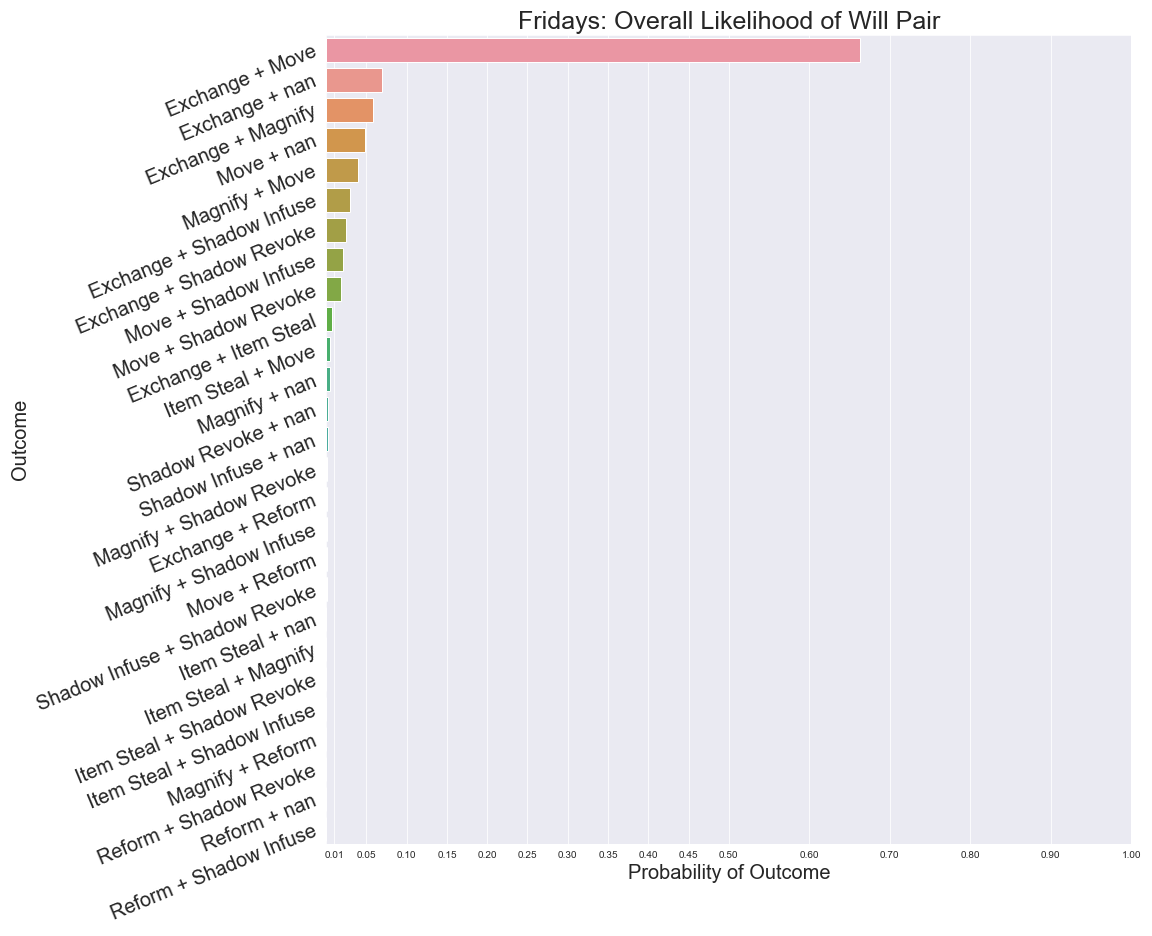 Fridays: Overall Likelihood of Will Pair
Exchange + Move
Exchange + nan
Exchange + Magnify
Move + nan
Magnify + Move
Exchange + Shadow Infuse
Exchange + Shadow Revoke
Move + Shadow Infuse
Move + Shadow Revoke
Exchange + Item Steal
Item Steal + Move
Magnify + nan
Shadow Revoke + nan
Shadow Infuse + nan
Magnify + Shadow Revoke
Exchange + Reform
Magnify + Shadow Infuse
Move + Reform
Shadow Infuse + Shadow Revoke
Item Steal + nan
Item Steal + Magnify
Item Steal + Shadow Revoke
Item Steal + Shadow Infuse
Magnify + Reform
Reform + Shadow Revoke
Reform + nan
Reform + Shadow Infuse
Outcome
0.01 0.05 0.10 0.15 0.20 0.25 0.30 0.35 0.40 0.45 0.50 0.60 0.70 0.80 0.90 1.00
Probability of Outcome